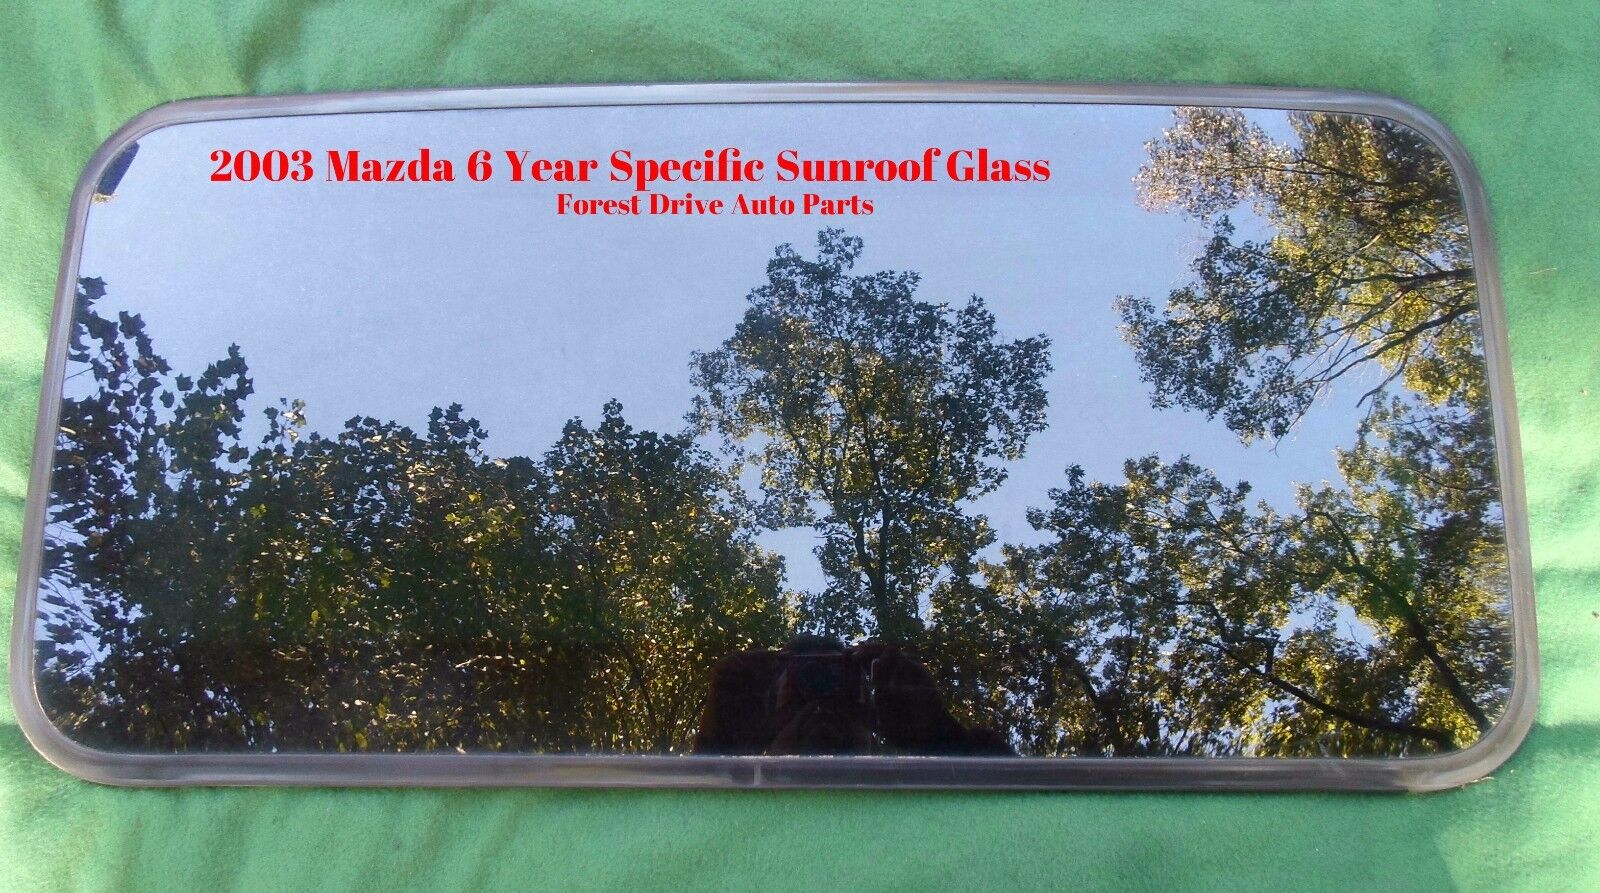 2003 Mazda 6 Year Specific Sunroof Glass
Forest Drive Auto Parts